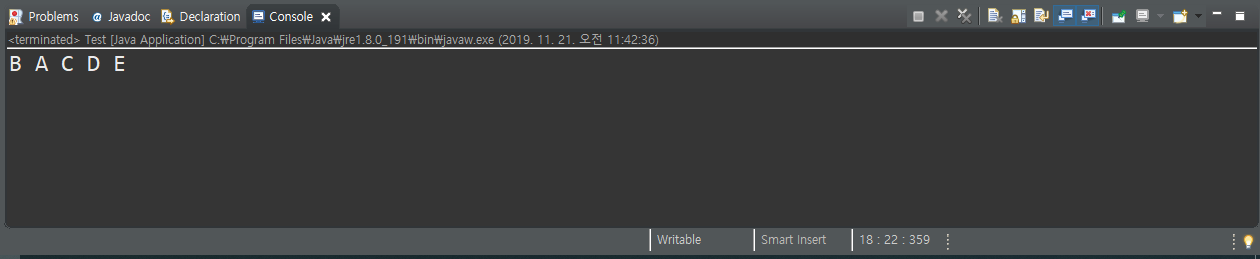 Problems @ Javadoc Declaration Console
<terminated> Test [Java Application] C:₩Program Files₩Java₩jre1.8.0_191₩bin₩javaw.exe (2019. 11. 21. 오전 11:42:36)
B A C D E
Writable Smart Insert 18 : 22 : 359